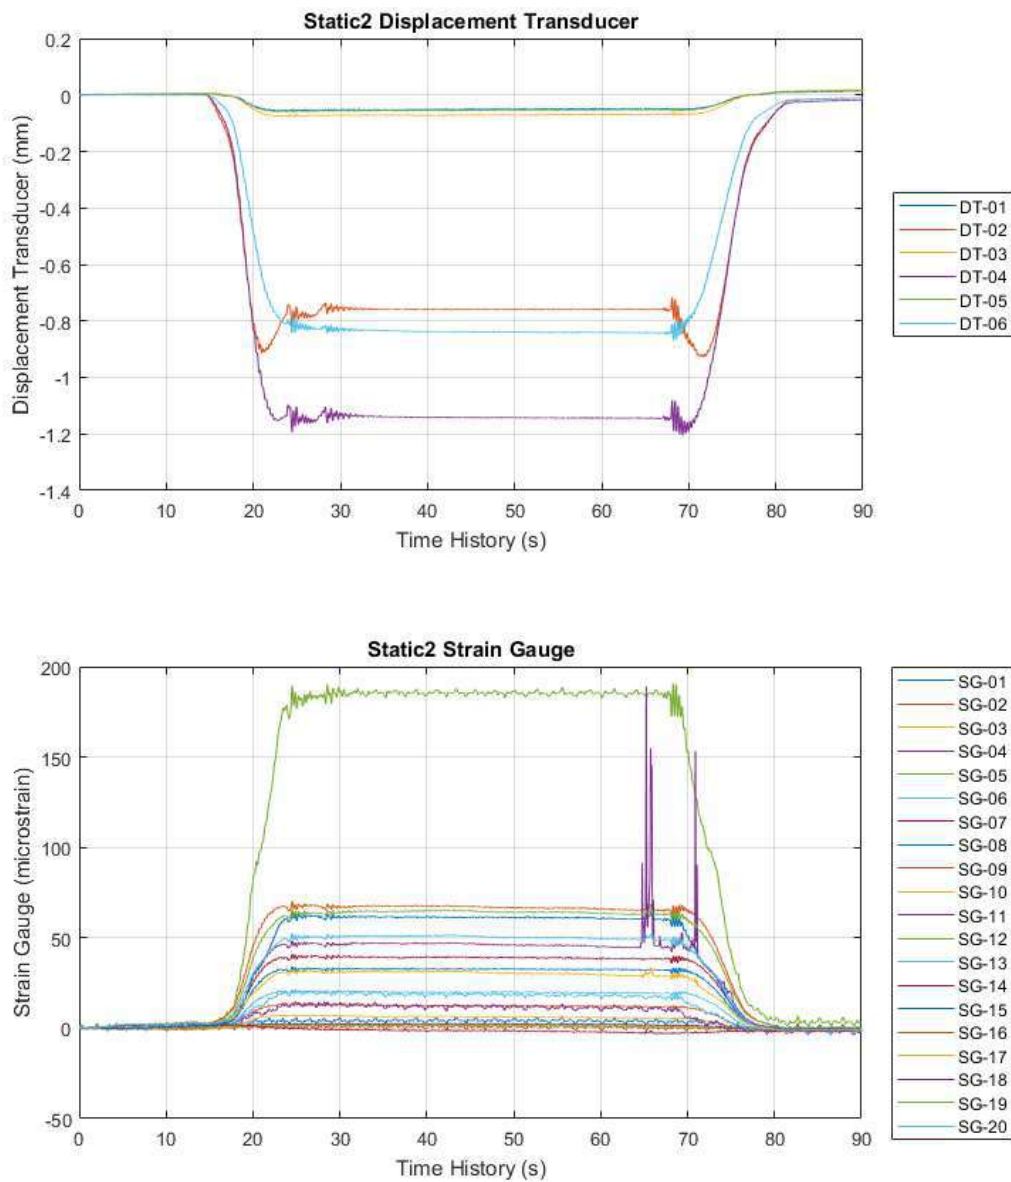 Static2 Displacement Transducer
Displacement Transducer (mm)
0.2
0
-0.2
-0.4
-0.6
-0.8
-1
-1.2
-1.4
0 10 20 30 40 50 60 70 80 90
Time History (s)
DT-01
DT-02
DT-03
DT-04
DT-05
DT-06
Static2 Strain Gauge
Strain Gauge (microstrain)
200
150
100
50
0
-50
0 10 20 30 40 50 60 70 80 90
Time History (s)
SG-01
SG-02
SG-03
SG-04
SG-05
SG-06
SG-07
SG-08
SG-09
SG-10
SG-11
SG-12
SG-13
SG-14
SG-15
SG-16
SG-17
SG-18
SG-19
SG-20